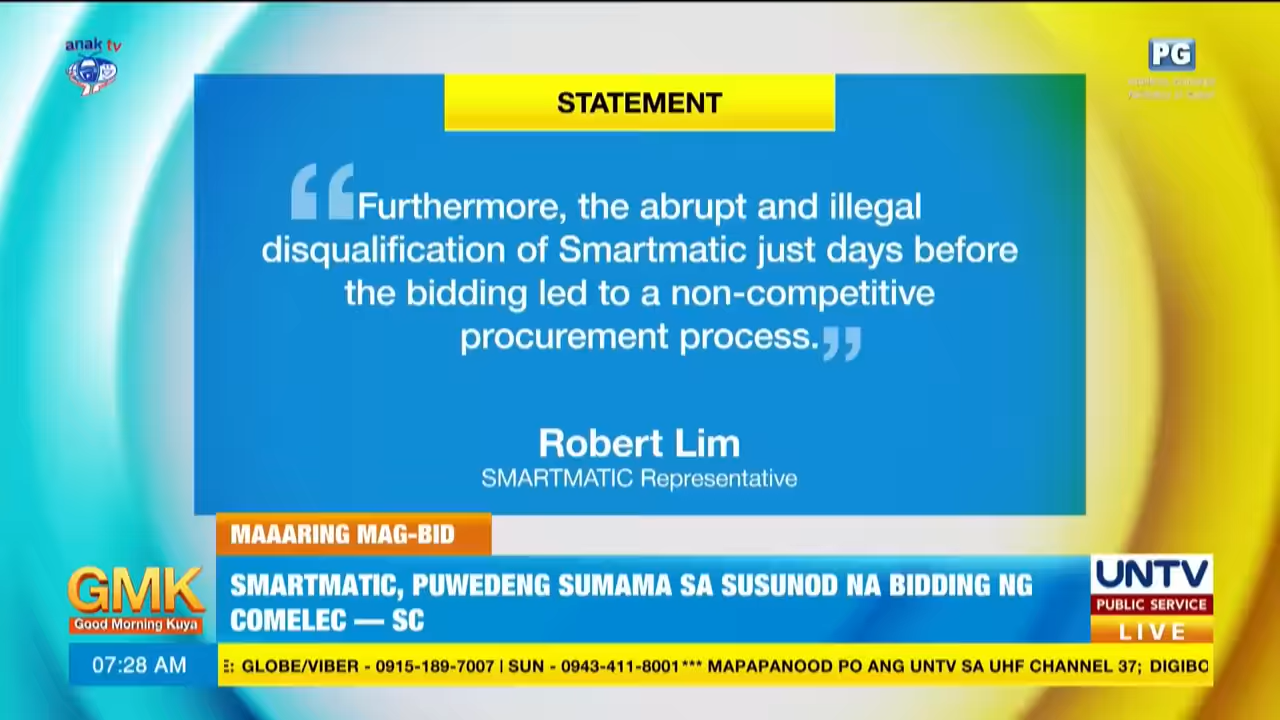 anak tv
PG
STATEMENT
“Furthermore, the abrupt and illegal
disqualification of Smartmatic just days before
the bidding led to a non-competitive
procurement process.”
Robert Lim
SMARTMATIC Representative
MAAARING MAG-BID
SMARTMATIC, PUWEDENG SUMAMA SA SUSUNOD NA BIDDING NG
COMELEC — SC
GMK
Good Morning Kuya
UNTV
PUBLIC SERVICE
LIVE
07:28 AM
: GLOBE/VIBER - 0915-189-7007 | SUN - 0943-411-8001*** MAPAPANOOD PO ANG UNTV SA UHF CHANNEL 37; DIGIBO